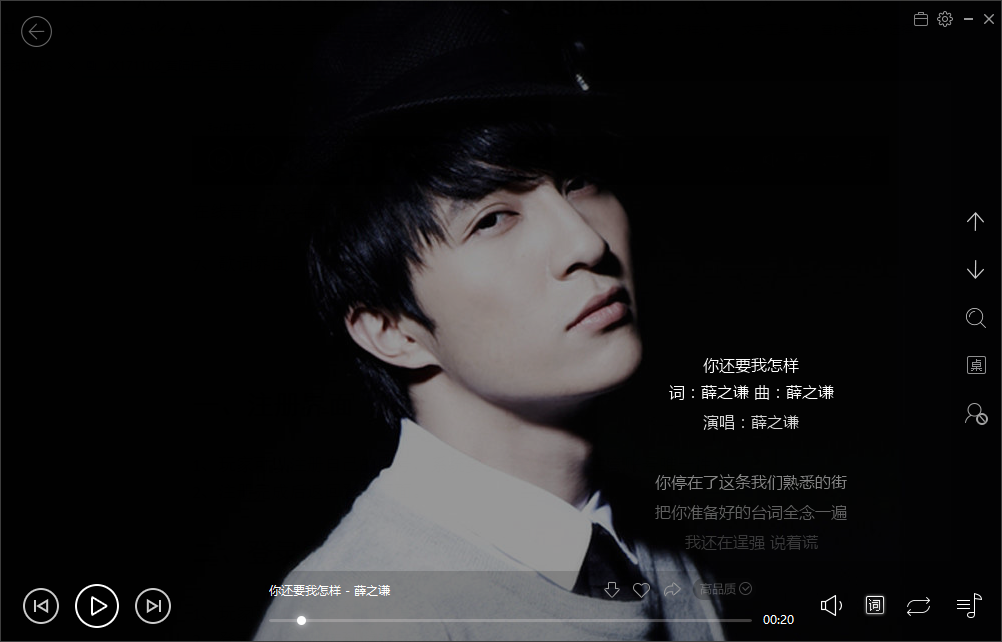 桌
你还要我怎样
词：薛之谦 曲：薛之谦
演唱：薛之谦
你停在了这条我们熟悉的街
把你准备好的台词全念一遍
我还在逞强 说着谎
你还要我怎样 - 薛之谦
高品质
00:20
词